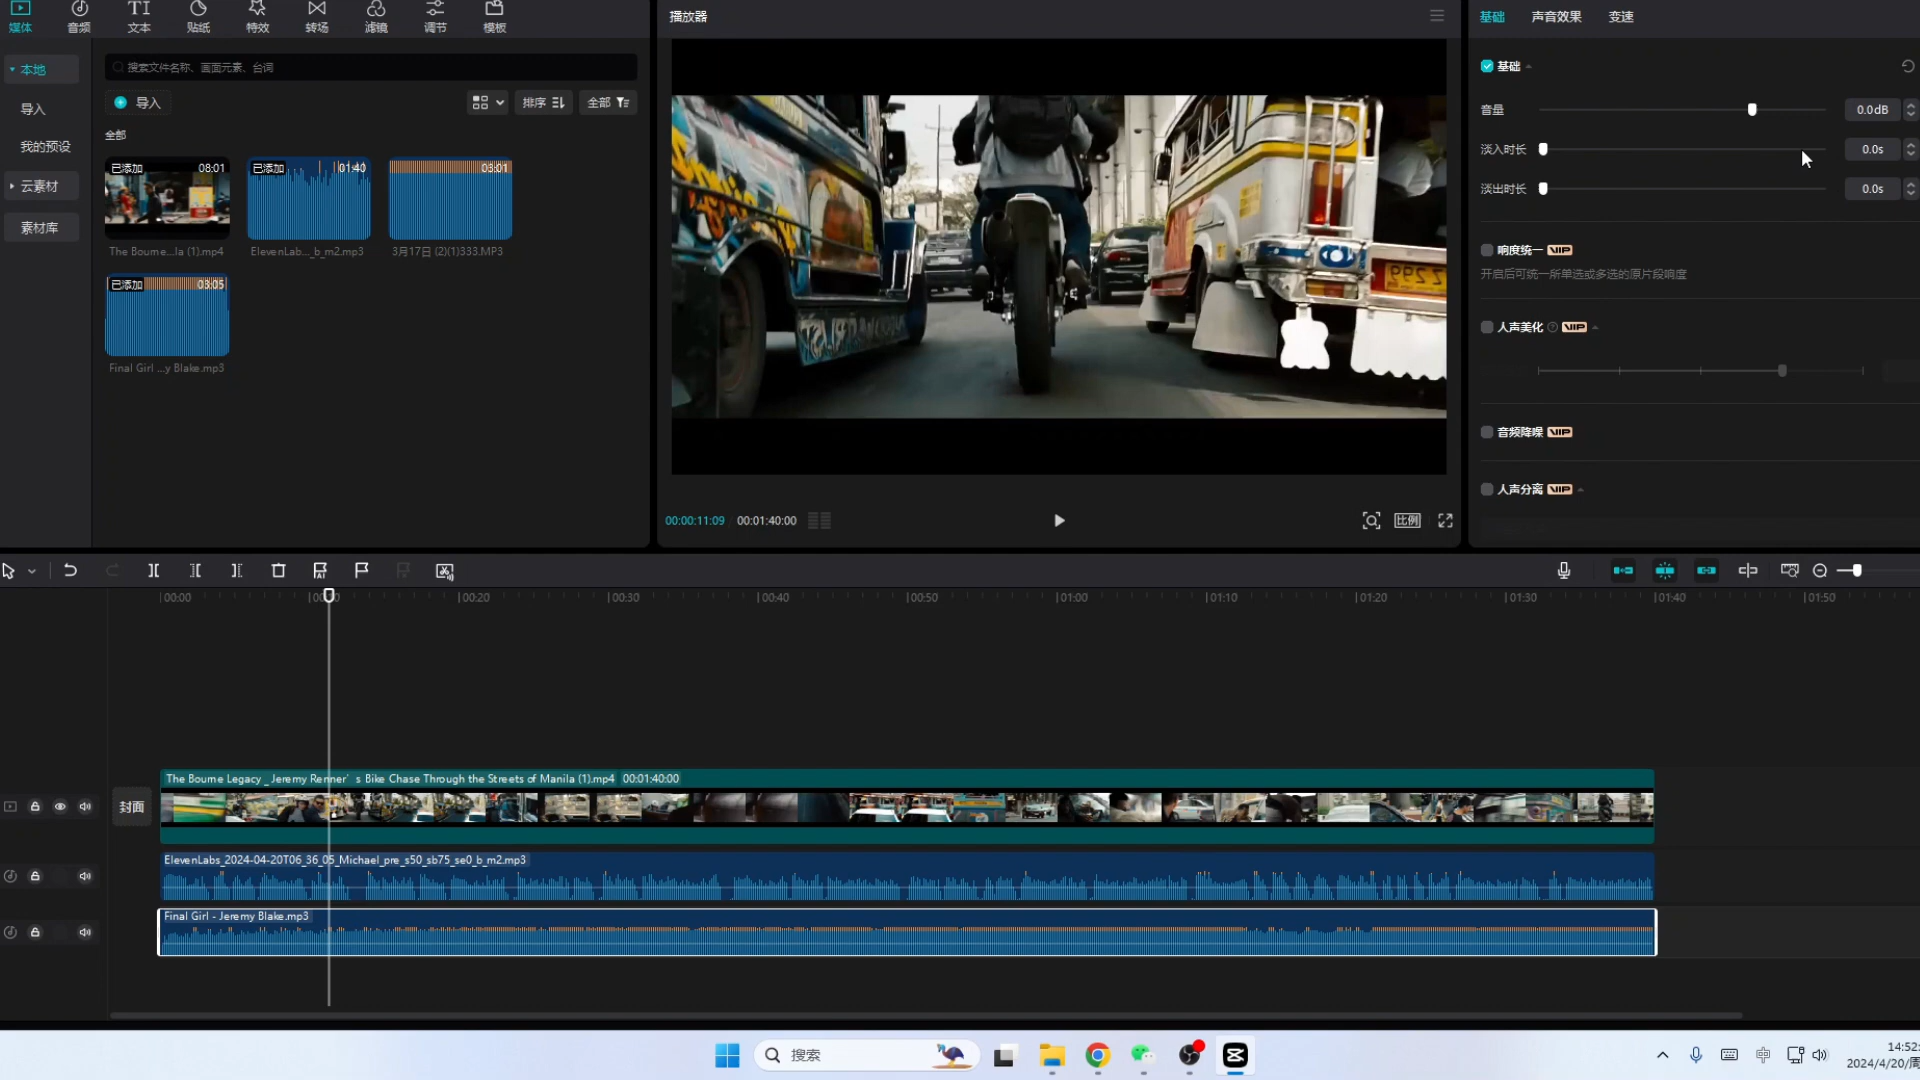 媒体 音频 文本 贴纸 特效 转场 滤镜 调节 模板
本地
导入
我的预设
云素材
素材库
搜索文件名称、画面元素、台词
导入
排序
全部
全部
已添加 08:01
已添加 01:40
03:01
The Bourne...la (1).mp4
ElevenLab..._b_m2.mp3
3月17日 (2)(1)333.MP3
已添加 03:05
Final Girl ...y Blake.mp3
播放器
00:00:11:09 00:01:40:00
比例
基础 声音效果 变速
基础
音量 0.0dB
淡入时长 0.0s
淡出时长 0.0s
响度统一 VIP
开启后可统一所单选或多选的原片段响度
人声美化 VIP
音频降噪 VIP
人声分离 VIP
00:00 00:20 00:30 00:40 00:50 01:00 01:10 01:20 01:30 01:40 01:50
The Bourne Legacy _ Jeremy Renner's Bike Chase Through the Streets of Manila (1).mp4 00:01:40:00
封面
ElevenLabs_2024-04-20T06_36_05_Michael_pre_s50_sb75_se0_b_m2.mp3
Final Girl - Jeremy Blake.mp3
搜索
中
14:52:
2024/4/20/周